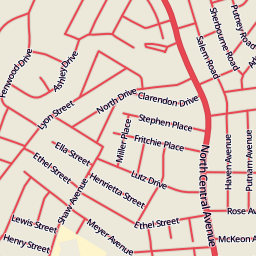 Fenwood Drive
Ashley Drive
Sherbourne Road
Putney Road
Salem Road
Lyon Street
North Drive
Clarendon Drive
Stephen Place
Miller Place
Fritchie Place
Ella Street
Ethel Street
Lutz Drive
Henrietta Street
North Central Avenue
Haven Avenue
Putnam Avenue
Shaw Avenue
Lewis Street
Henry Street
Meyer Avenue
Ethel Street
Rose Av
McKeon A